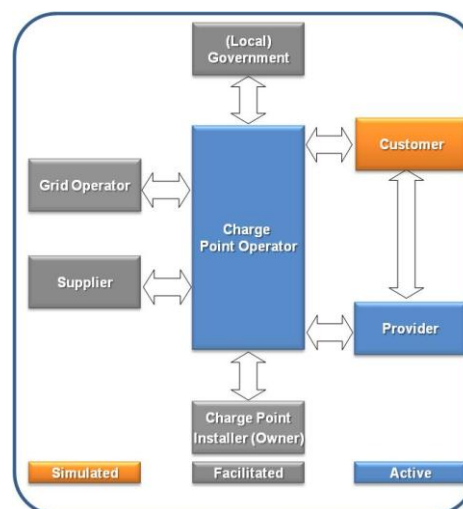 (Local)
Government
Customer
Grid Operator
Charge
Point Operator
Supplier
Provider
Charge Point
Installer (Owner)
Simulated
Facilitated
Active